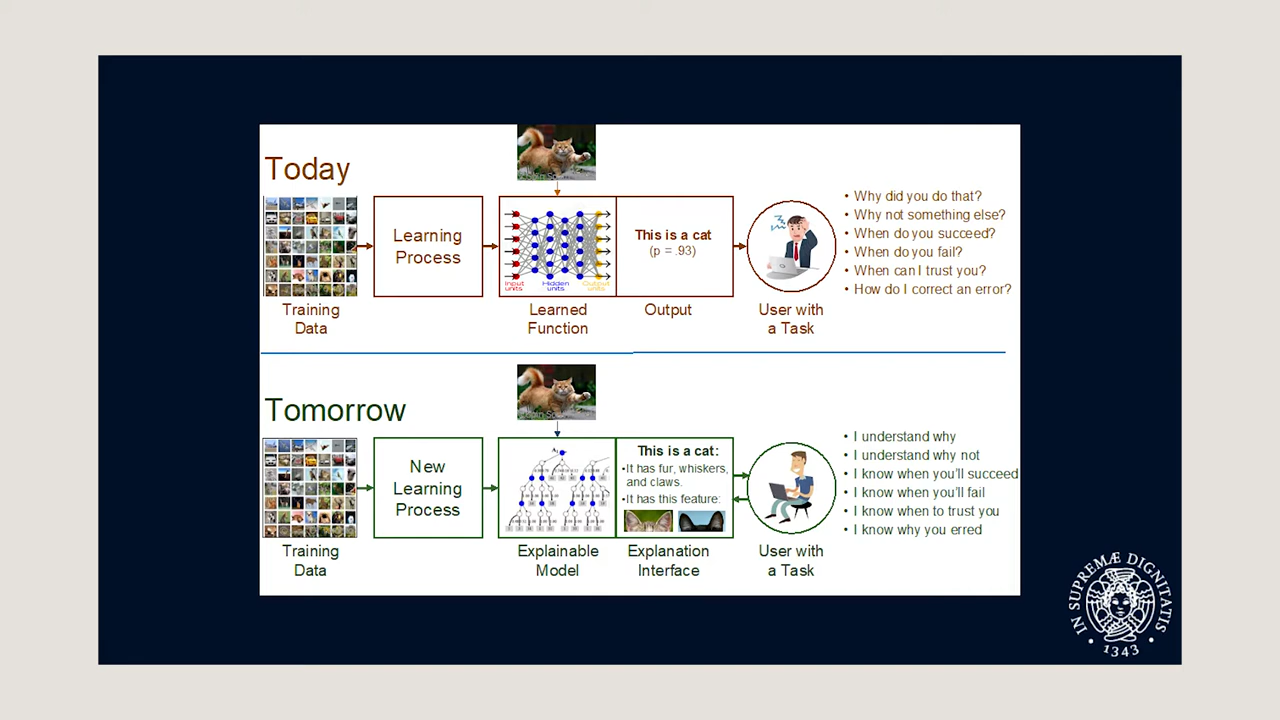 Today
Learning
Process
Input
units
Hidden
units
Output
units
This is a cat
(p = .93)
• Why did you do that?
• Why not something else?
• When do you succeed?
• When do you fail?
• When can I trust you?
• How do I correct an error?
Training
Data
Learned
Function
Output
User with
a Task
Tomorrow
New
Learning
Process
This is a cat:
•It has fur, whiskers,
and claws.
•It has this feature:
• I understand why
• I understand why not
• I know when you'll succeed
• I know when you'll fail
• I know when to trust you
• I know why you erred
Training
Data
Explainable
Model
Explanation
Interface
User with
a Task
IN SUPREMÆ DIGNITATIS
• 1343 •